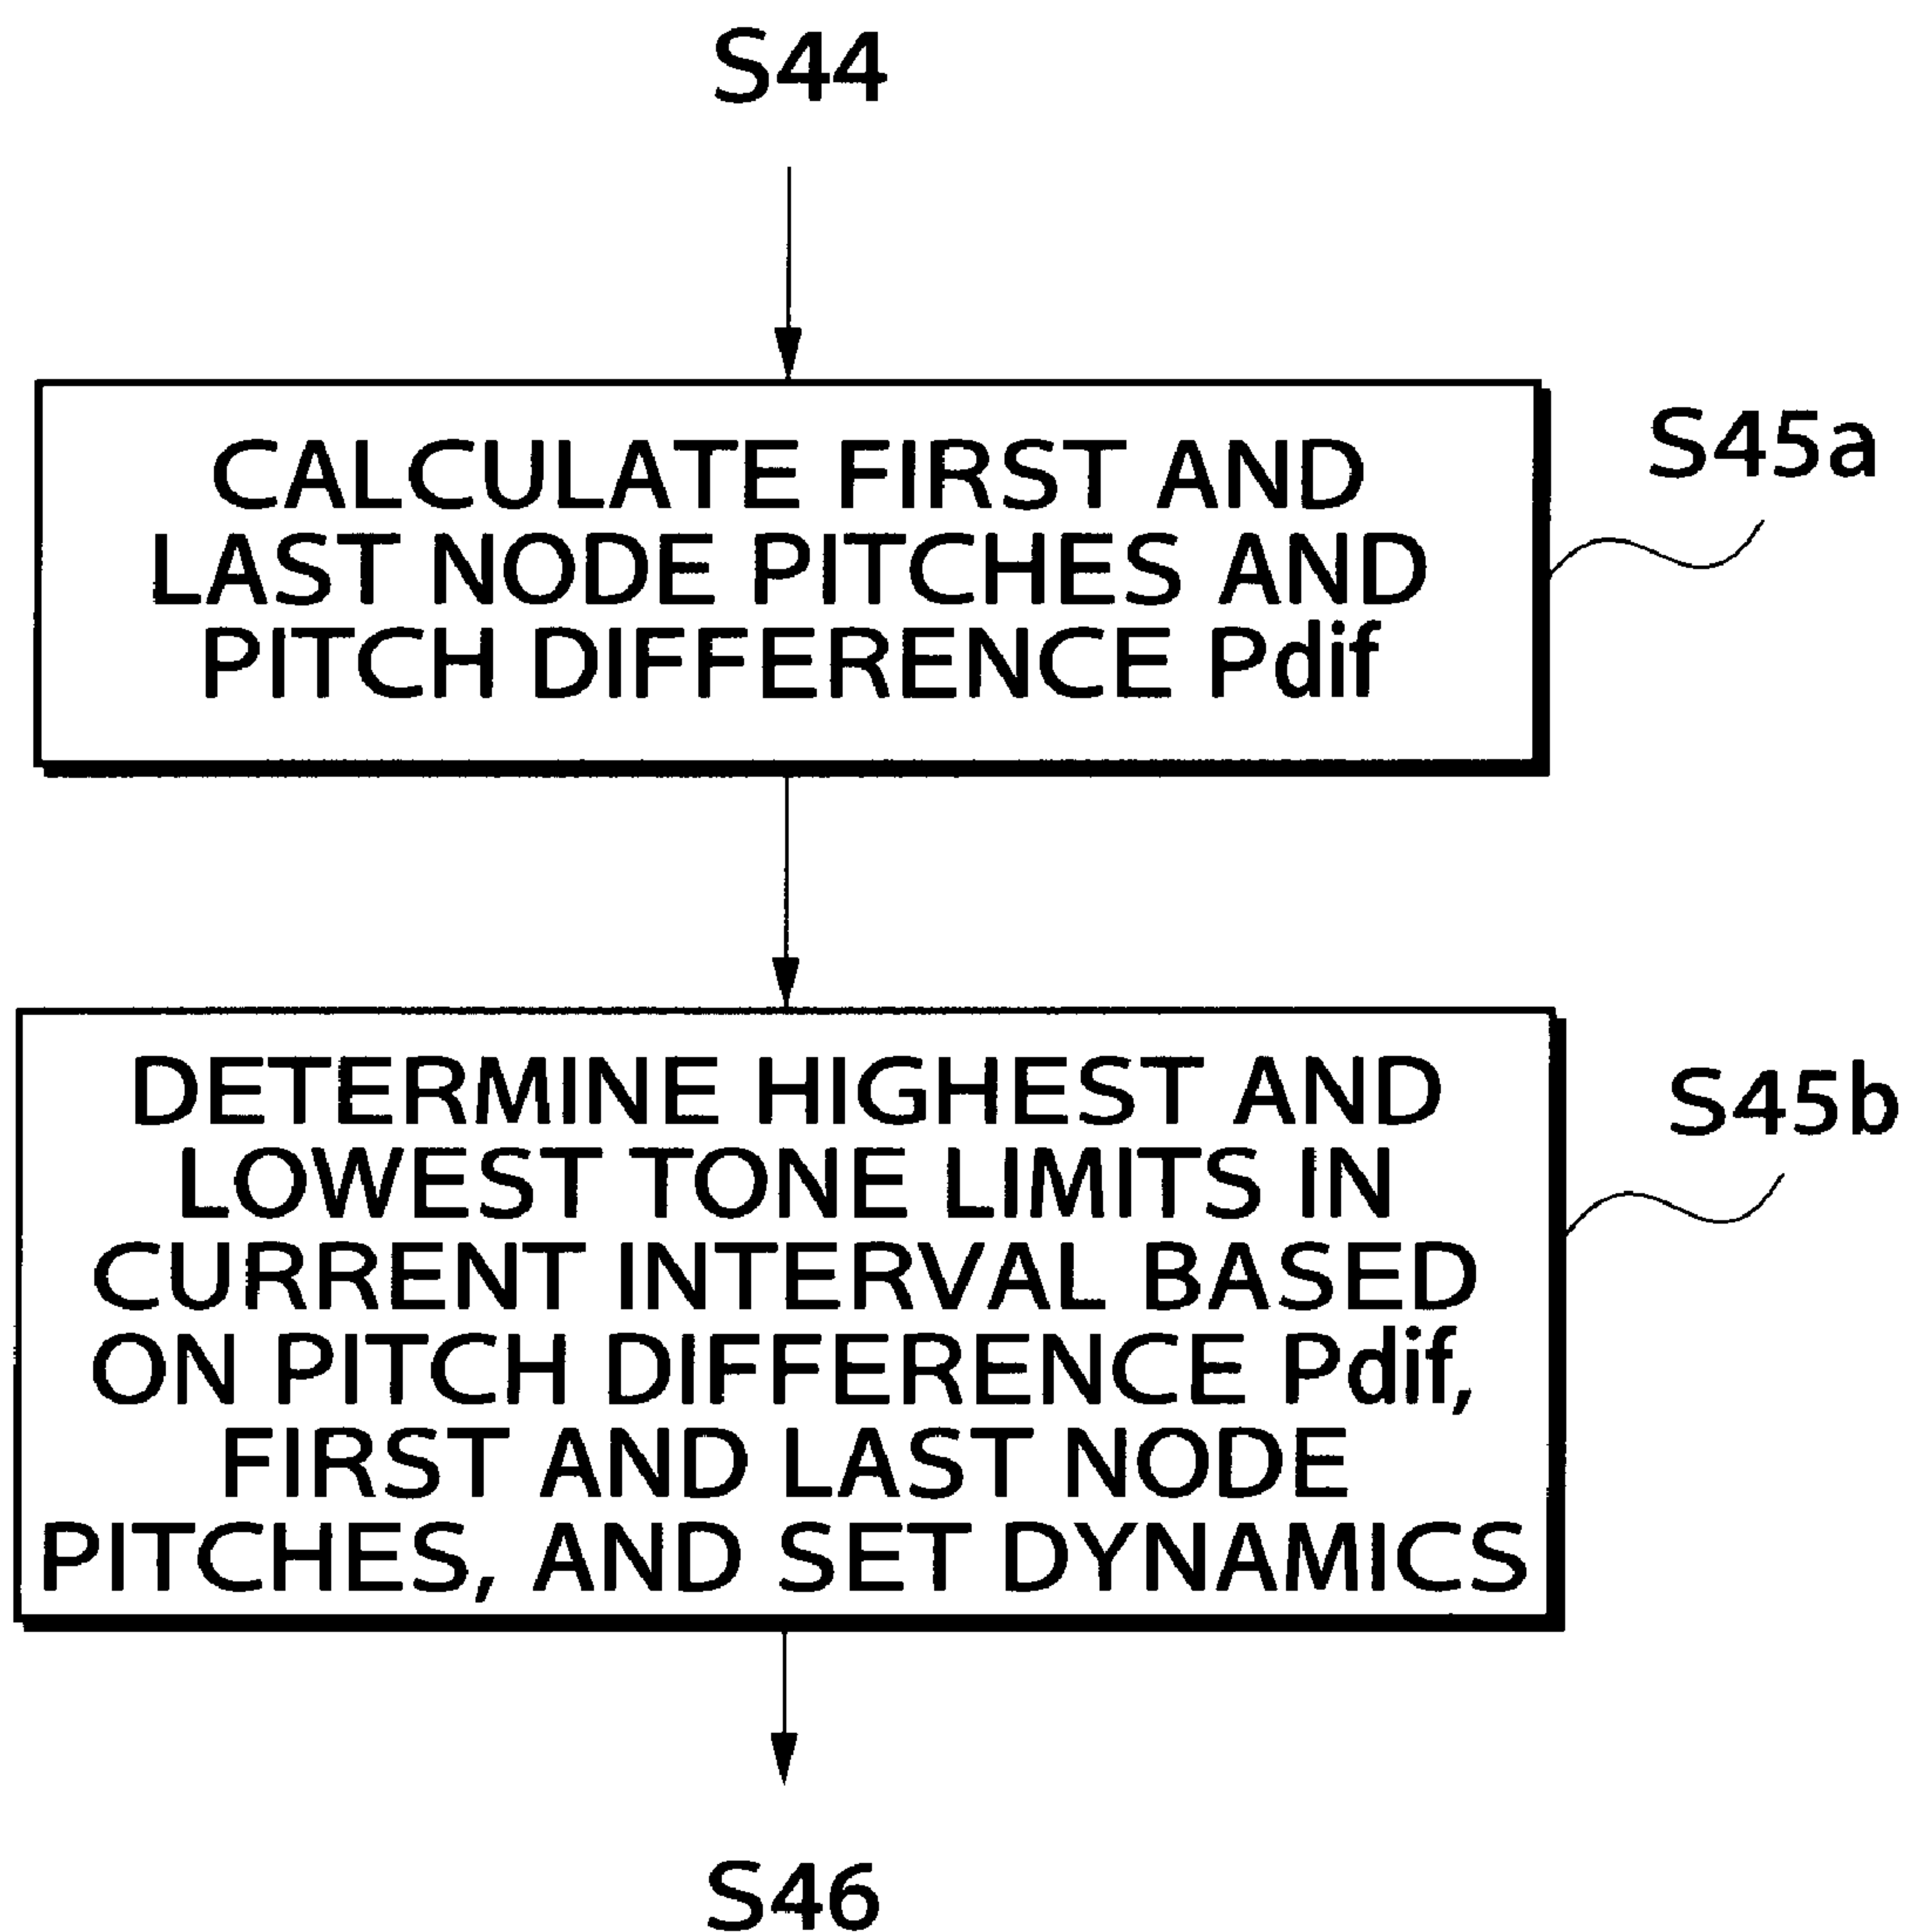 S44
CALCULATE FIRST AND
LAST NODE PITCHES AND
PITCH DIFFERENCE Pdif
S45a
DETERMINE HIGHEST AND
LOWEST TONE LIMITS IN
CURRENT INTERVAL BASED
ON PITCH DIFFERENCE Pdif,
FIRST AND LAST NODE
PITCHES, AND SET DYNAMICS
S45b
S46